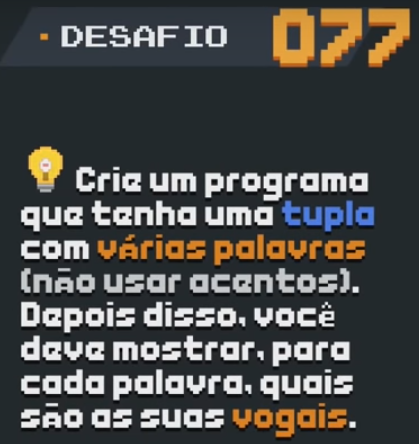 DESAFIO 077
Crie um programa
que tenha uma tupla
com várias palavras
(não usar acentos).
Depois disso, você
deve mostrar, para
cada palavra, quais
são as suas vogais.